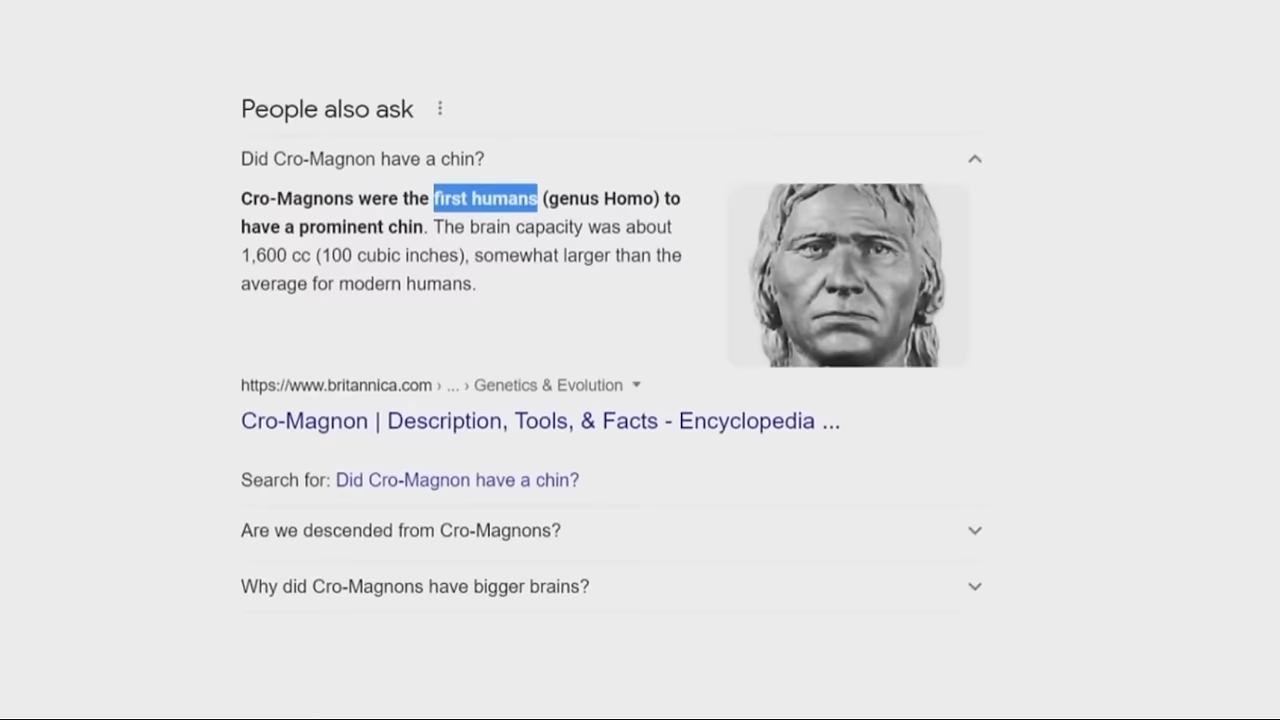 People also ask
Did Cro-Magnon have a chin?
Cro-Magnons were the first humans (genus Homo) to
have a prominent chin. The brain capacity was about
1,600 cc (100 cubic inches), somewhat larger than the
average for modern humans.
https://www.britannica.com › ... › Genetics & Evolution
Cro-Magnon | Description, Tools, & Facts - Encyclopedia ...
Search for: Did Cro-Magnon have a chin?
Are we descended from Cro-Magnons?
Why did Cro-Magnons have bigger brains?